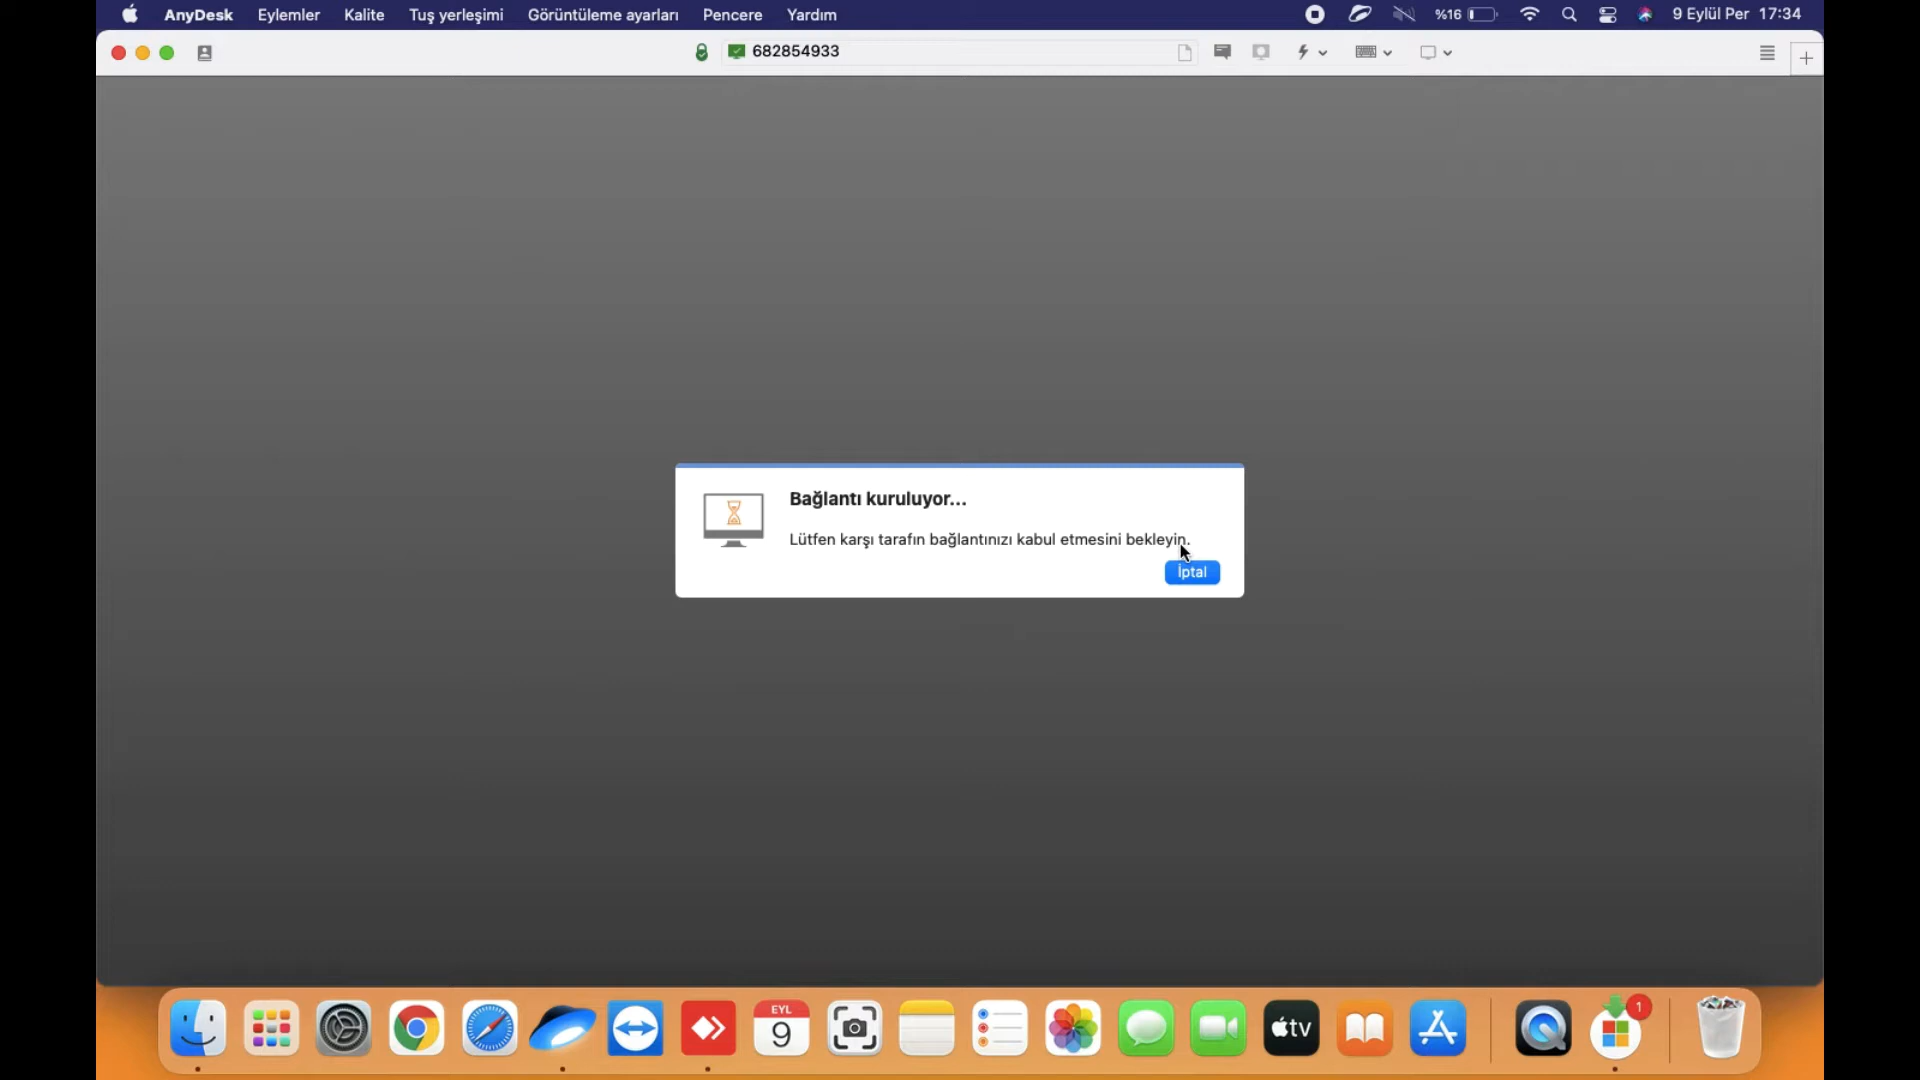 AnyDesk Eylemler Kalite Tuş yerleşimi Görüntüleme ayarları Pencere Yardım %16 9 Eylül Per 17:34
682854933
Bağlantı kuruluyor...
Lütfen karşı tarafın bağlantınızı kabul etmesini bekleyin.
İptal
EYL
9
tv
1